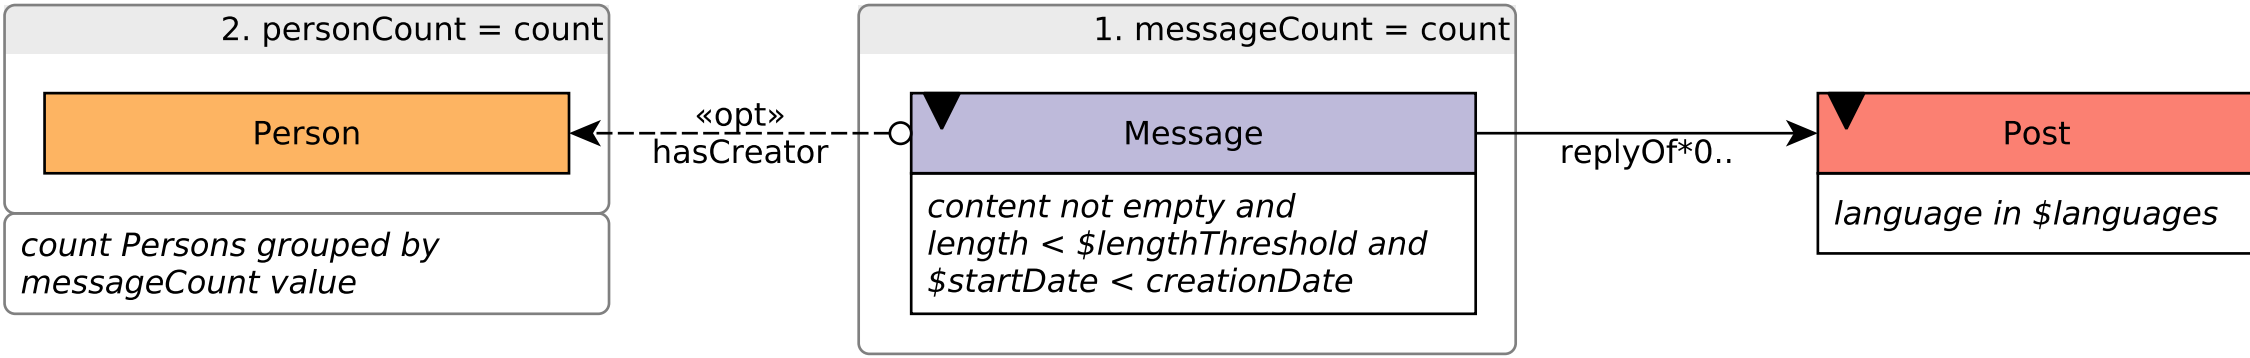 2. personCount = count
Person
count Persons grouped by
messageCount value
«opt»
hasCreator
1. messageCount = count
Message
content not empty and
length < $lengthThreshold and
$startDate < creationDate
replyOf*0..
Post
language in $languages